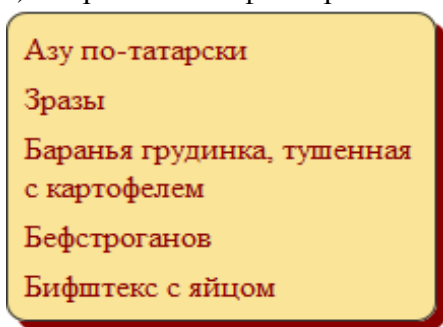 Азу по-татарски
Зразы
Баранья грудинка, тушенная
с картофелем
Бефстроганов
Бифштекс с яйцом